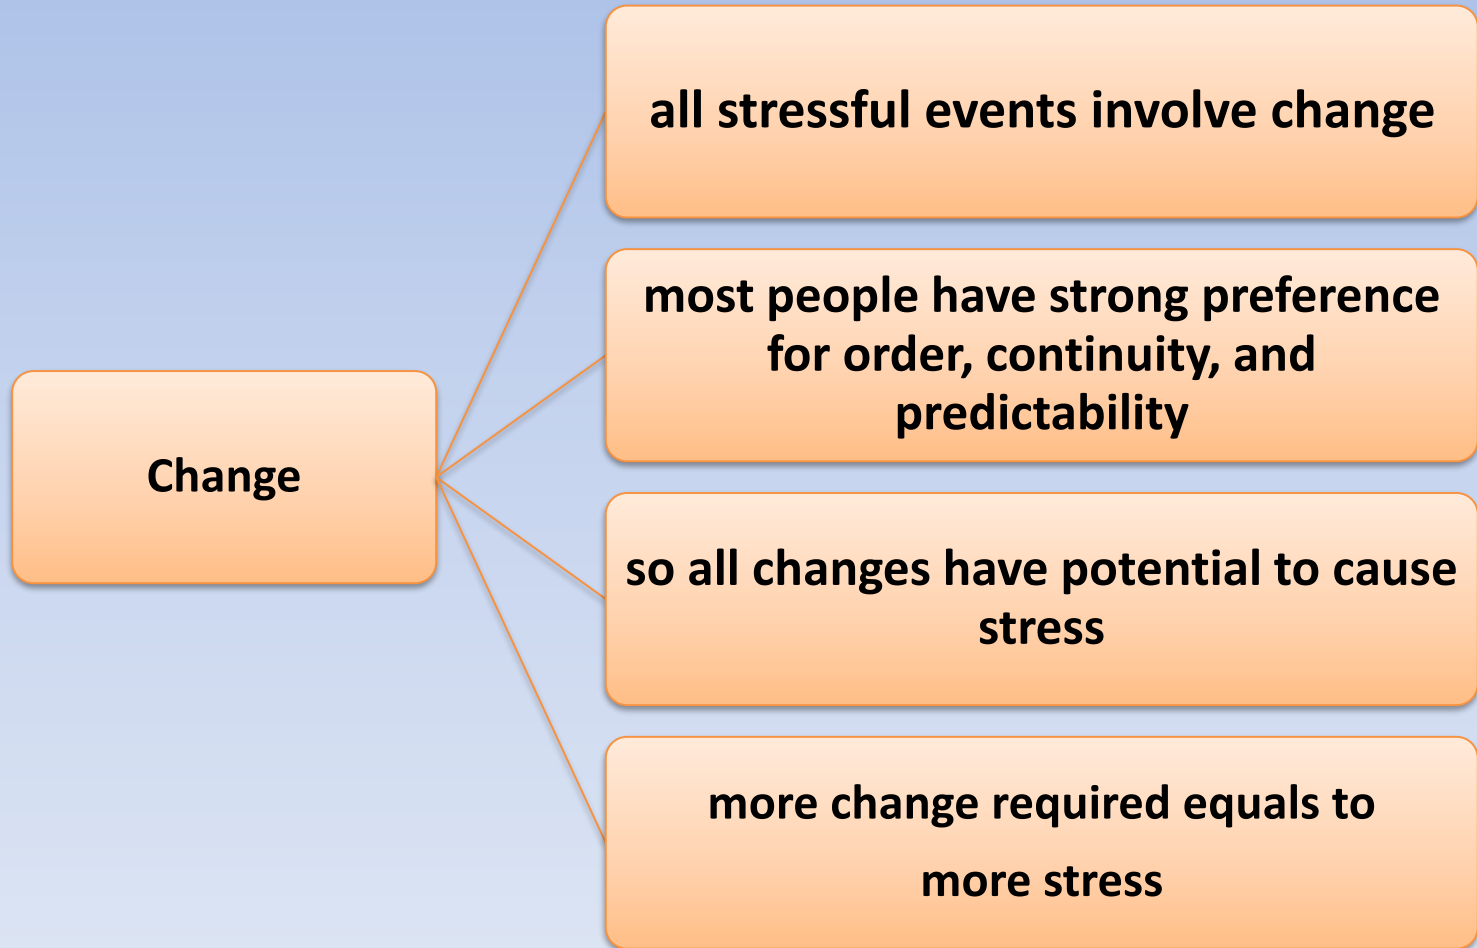 Change
all stressful events involve change
most people have strong preference
for order, continuity, and
predictability
so all changes have potential to cause
stress
more change required equals to
more stress